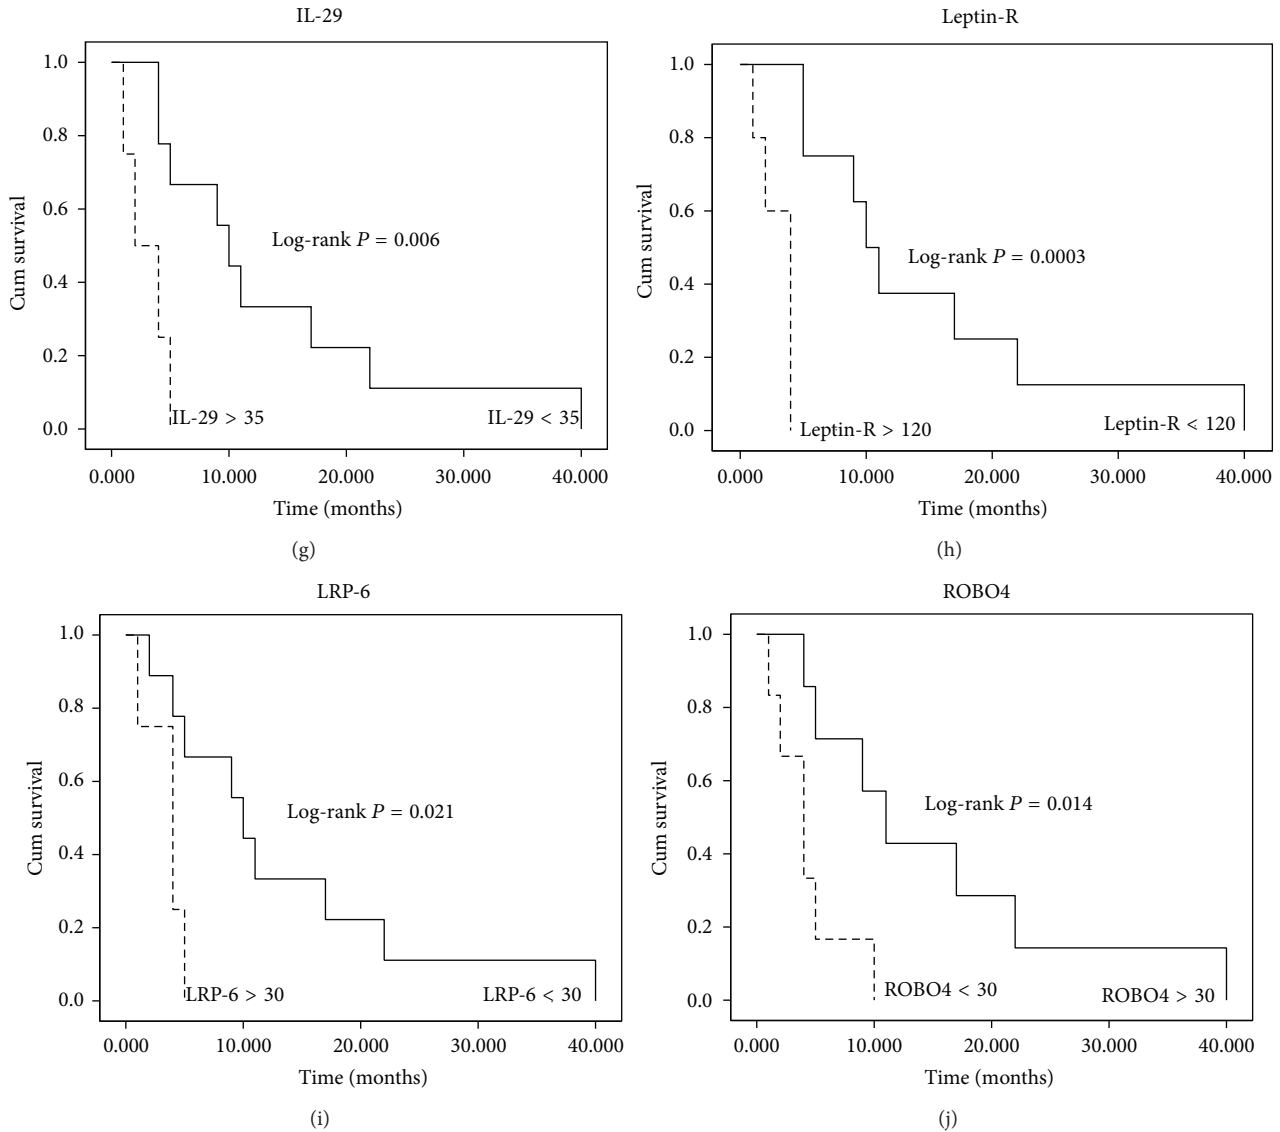 IL-29
1.0
0.8
0.6
0.4
0.2
0.0
Cum survival
Log-rank P = 0.006
IL-29 > 35
IL-29 < 35
0.000 10.000 20.000 30.000 40.000
Time (months)
(g)
Leptin-R
1.0
0.8
0.6
0.4
0.2
0.0
Cum survival
Log-rank P = 0.0003
Leptin-R > 120
Leptin-R < 120
0.000 10.000 20.000 30.000 40.000
Time (months)
(h)
LRP-6
1.0
0.8
0.6
0.4
0.2
0.0
Cum survival
Log-rank P = 0.021
LRP-6 > 30
LRP-6 < 30
0.000 10.000 20.000 30.000 40.000
Time (months)
(i)
ROBO4
1.0
0.8
0.6
0.4
0.2
0.0
Cum survival
Log-rank P = 0.014
ROBO4 < 30
ROBO4 > 30
0.000 10.000 20.000 30.000 40.000
Time (months)
(j)